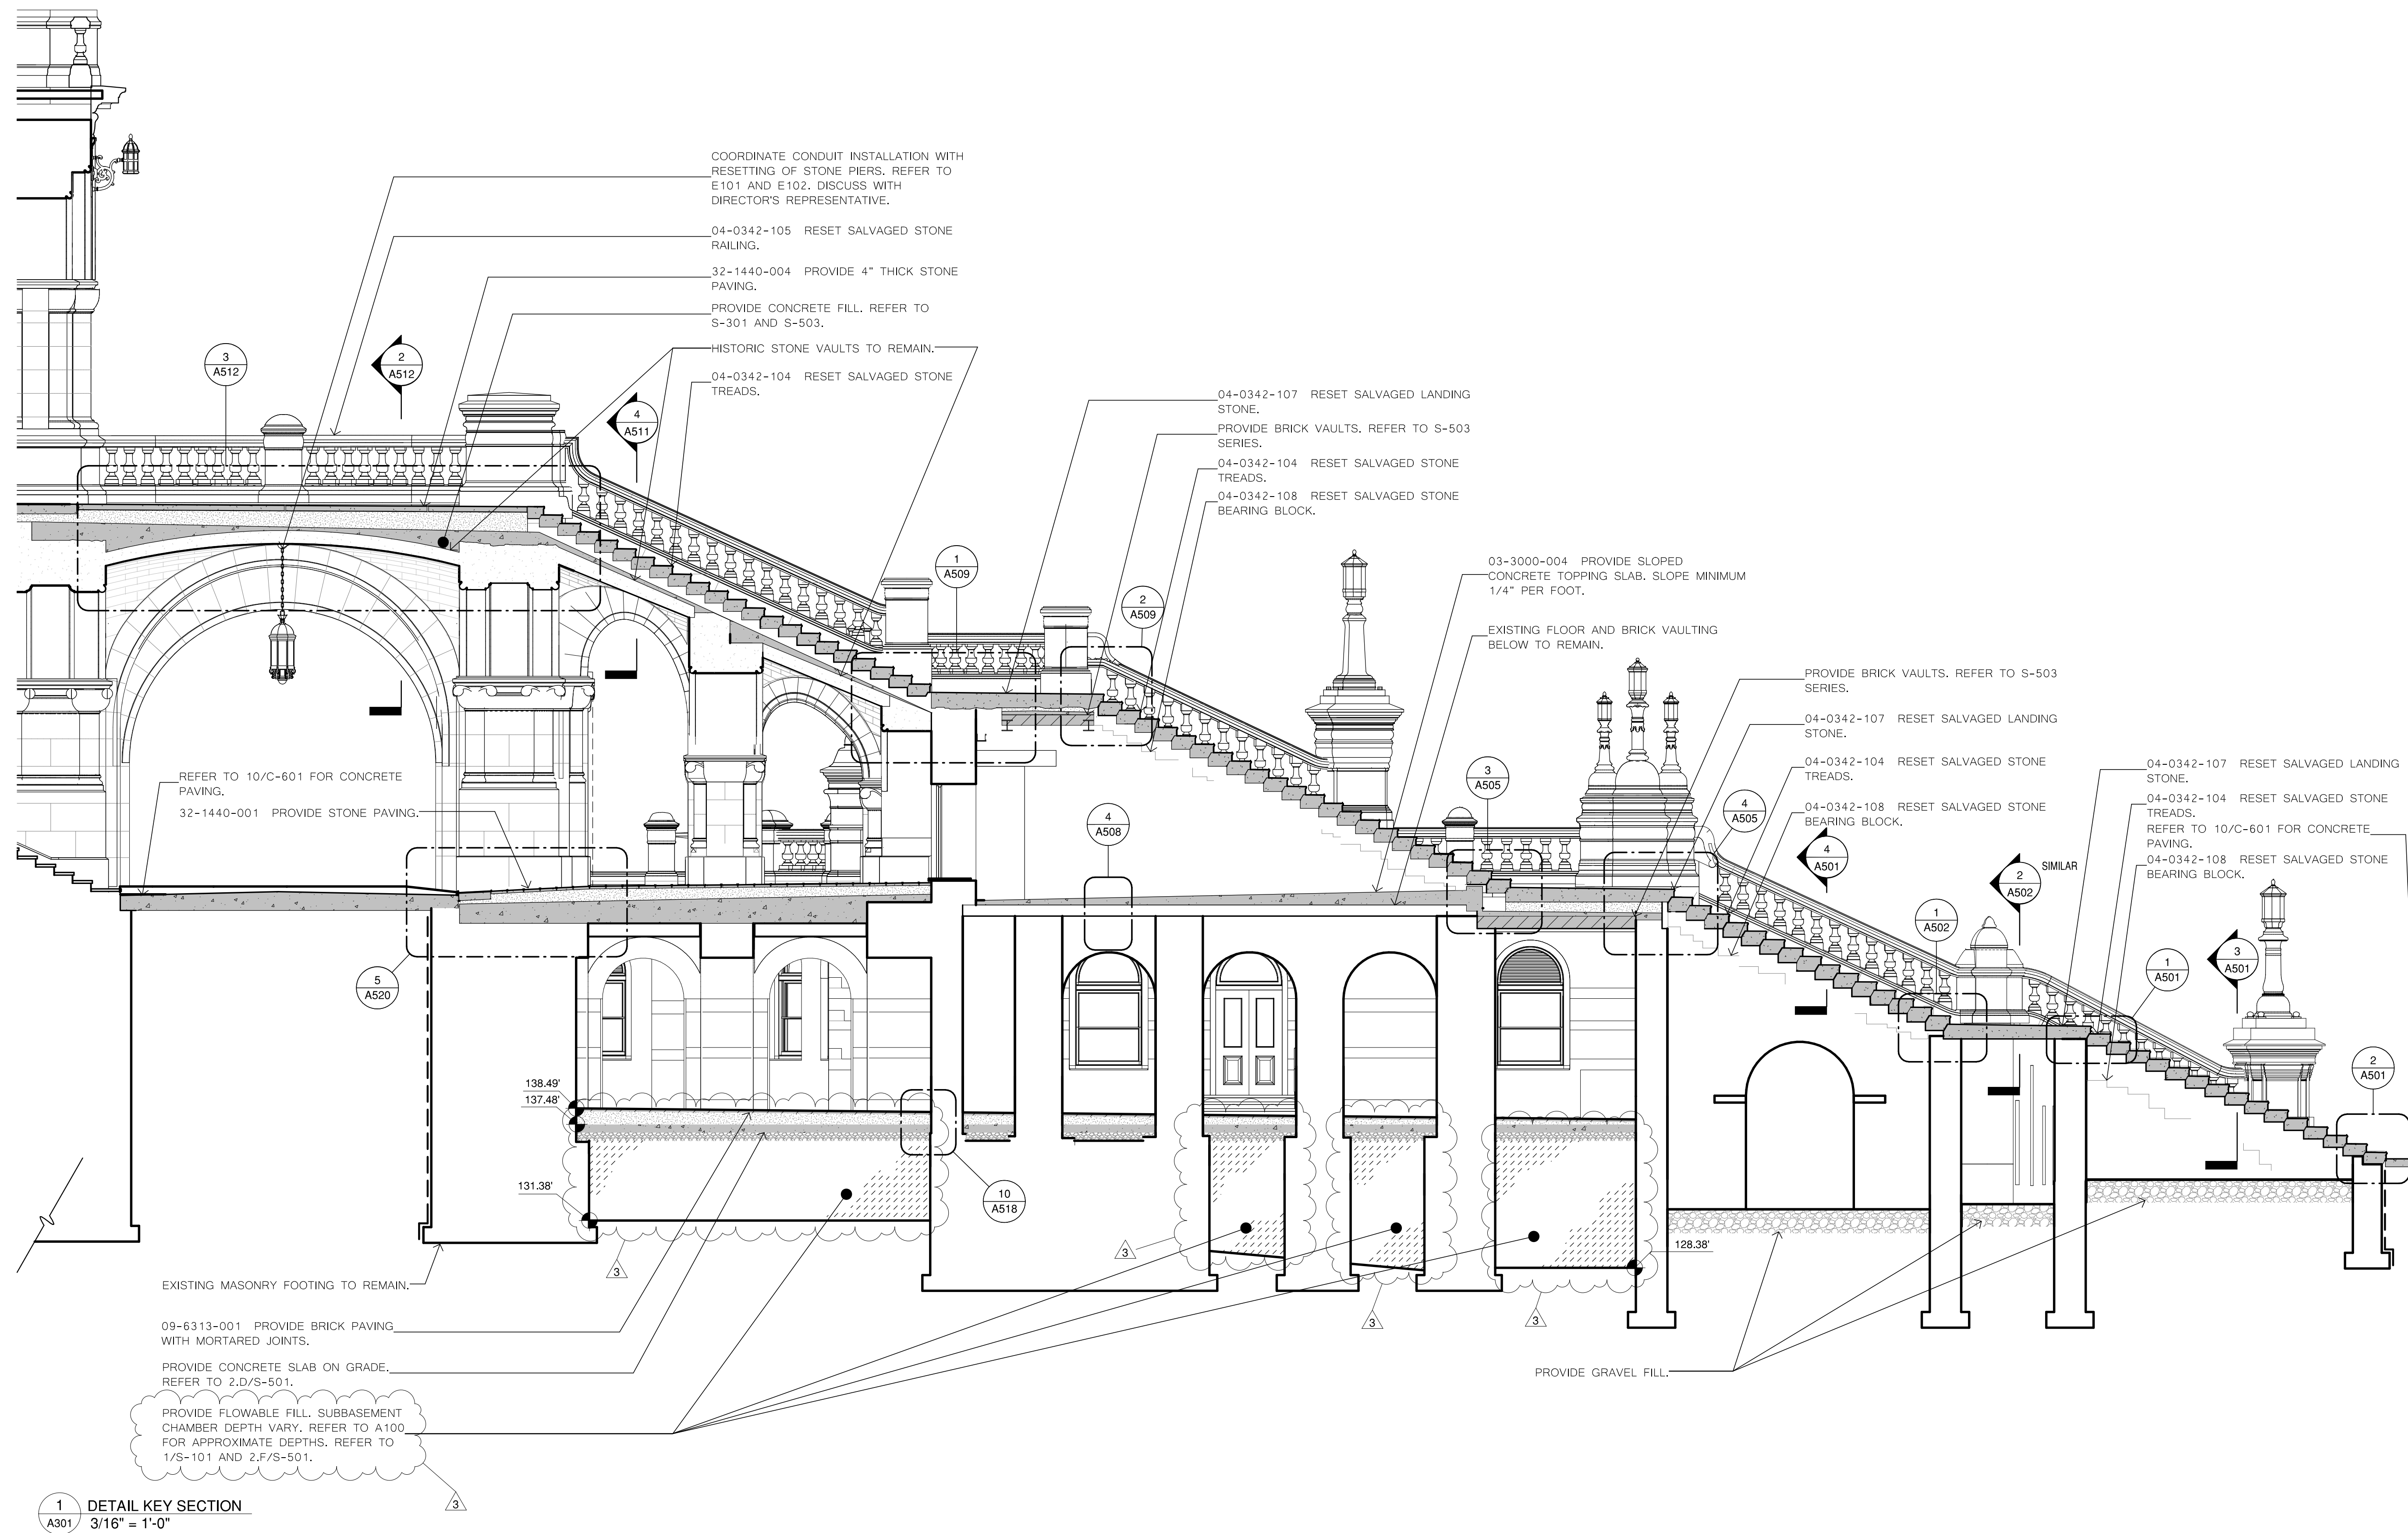 COORDINATE CONDUIT INSTALLATION WITH
RESETTING OF STONE PIERS. REFER TO
E101 AND E102. DISCUSS WITH
DIRECTOR'S REPRESENTATIVE.
04-0342-105 RESET SALVAGED STONE
RAILING.
32-1440-004 PROVIDE 4" THICK STONE
PAVING.
PROVIDE CONCRETE FILL. REFER TO
S-301 AND S-503.
HISTORIC STONE VAULTS TO REMAIN.
04-0342-104 RESET SALVAGED STONE
TREADS.
3
A512
2
A512
4
A511
04-0342-107 RESET SALVAGED LANDING
STONE.
PROVIDE BRICK VAULTS. REFER TO S-503
SERIES.
04-0342-104 RESET SALVAGED STONE
TREADS.
04-0342-108 RESET SALVAGED STONE
BEARING BLOCK.
1
A509
2
A509
03-3000-004 PROVIDE SLOPED
CONCRETE TOPPING SLAB. SLOPE MINIMUM
1/4" PER FOOT.
EXISTING FLOOR AND BRICK VAULTING
BELOW TO REMAIN.
PROVIDE BRICK VAULTS. REFER TO S-503
SERIES.
04-0342-107 RESET SALVAGED LANDING
STONE.
04-0342-104 RESET SALVAGED STONE
TREADS.
04-0342-108 RESET SALVAGED STONE
BEARING BLOCK.
04-0342-107 RESET SALVAGED LANDING
STONE.
04-0342-104 RESET SALVAGED STONE
TREADS.
REFER TO 10/C-601 FOR CONCRETE
PAVING.
04-0342-108 RESET SALVAGED STONE
BEARING BLOCK.
REFER TO 10/C-601 FOR CONCRETE
PAVING.
32-1440-001 PROVIDE STONE PAVING.
3
A505
4
A505
4
A508
4
A501
2
A502
SIMILAR
1
A502
1
A501
3
A501
2
A501
5
A520
138.49'
137.48'
131.38'
10
A518
128.38'
3
3
3
3
EXISTING MASONRY FOOTING TO REMAIN.
09-6313-001 PROVIDE BRICK PAVING
WITH MORTARED JOINTS.
PROVIDE CONCRETE SLAB ON GRADE.
REFER TO 2.D/S-501.
PROVIDE GRAVEL FILL.
PROVIDE FLOWABLE FILL. SUBBASEMENT
CHAMBER DEPTH VARY. REFER TO A100
FOR APPROXIMATE DEPTHS. REFER TO
1/S-101 AND 2.F/S-501.
3
1
A301
DETAIL KEY SECTION
3/16" = 1'-0"